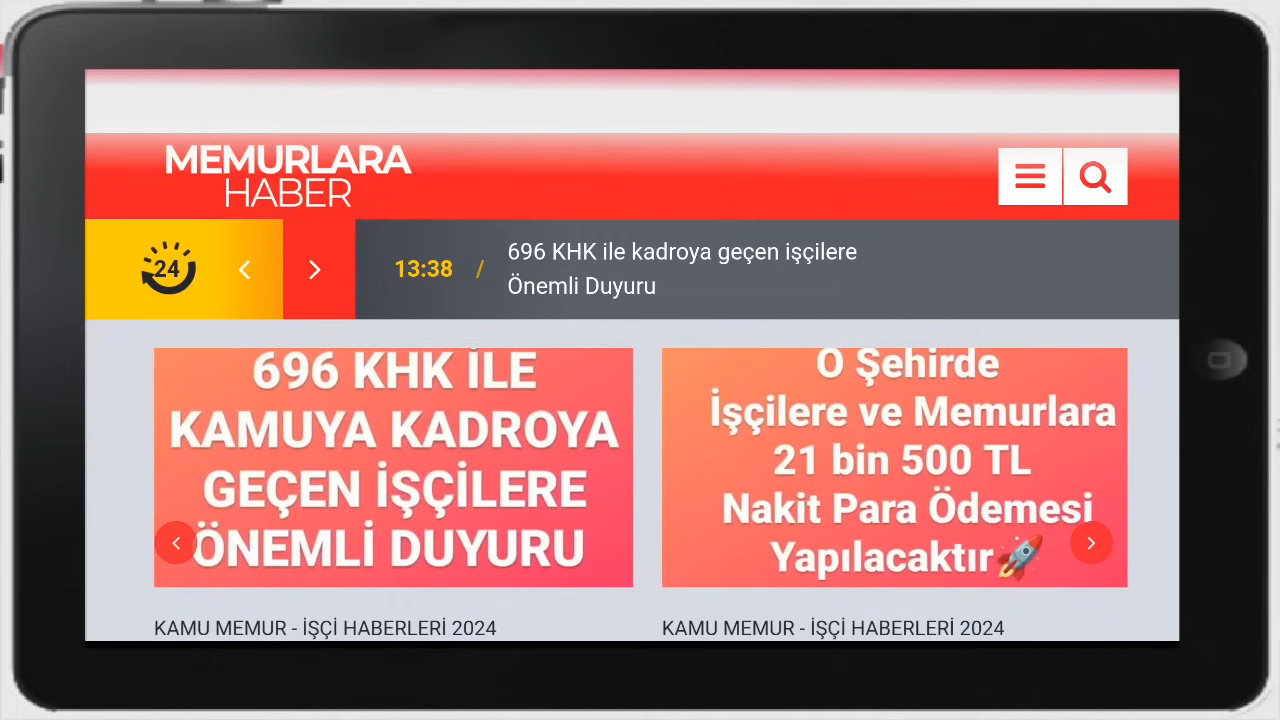 MEMURLARA
HABER
24
13:38 / 696 KHK ile kadroya geçen işçilere
Önemli Duyuru
696 KHK İLE
KAMUYA KADROYA
GEÇEN İŞÇİLERE
ÖNEMLİ DUYURU
O Şehirde
İşçilere ve Memurlara
21 bin 500 TL
Nakit Para Ödemesi
Yapılacaktır🚀
KAMU MEMUR - İŞÇİ HABERLERİ 2024
KAMU MEMUR - İŞÇİ HABERLERİ 2024